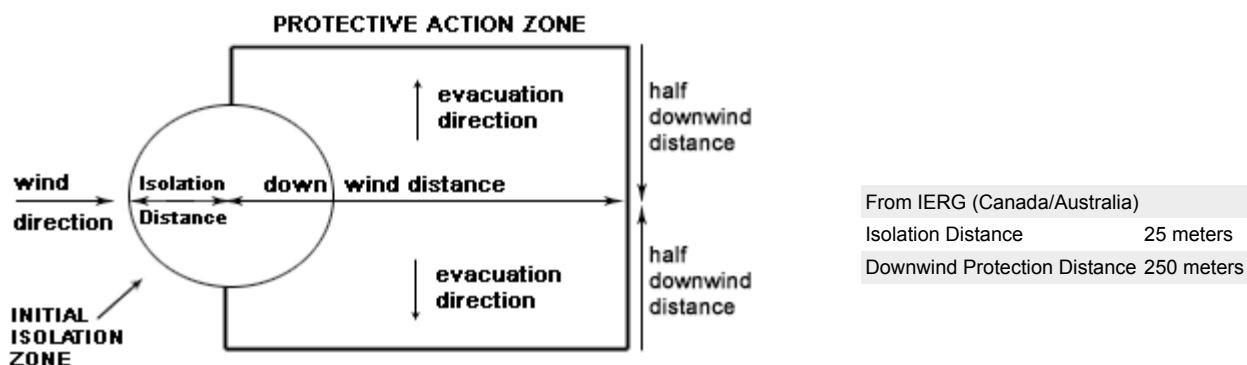 PROTECTIVE ACTION ZONE
evacuation
direction
half
downwind
distance
wind
direction
Isolation
Distance
down wind distance
evacuation
direction
half
downwind
distance
INITIAL
ISOLATION
ZONE
From IERG (Canada/Australia)
Isolation Distance 25 meters
Downwind Protection Distance 250 meters